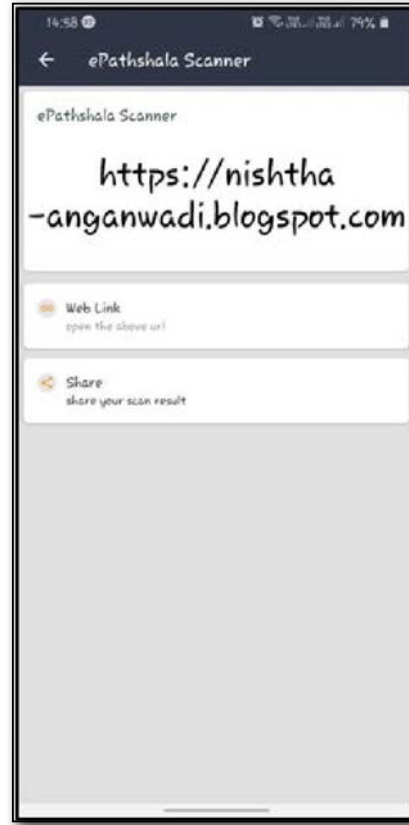 14:58 33 79%
ePathshala Scanner
ePathshala Scanner
https://nishtha
-anganwadi.blogspot.com
Web Link
open the above url
Share
share your scan result